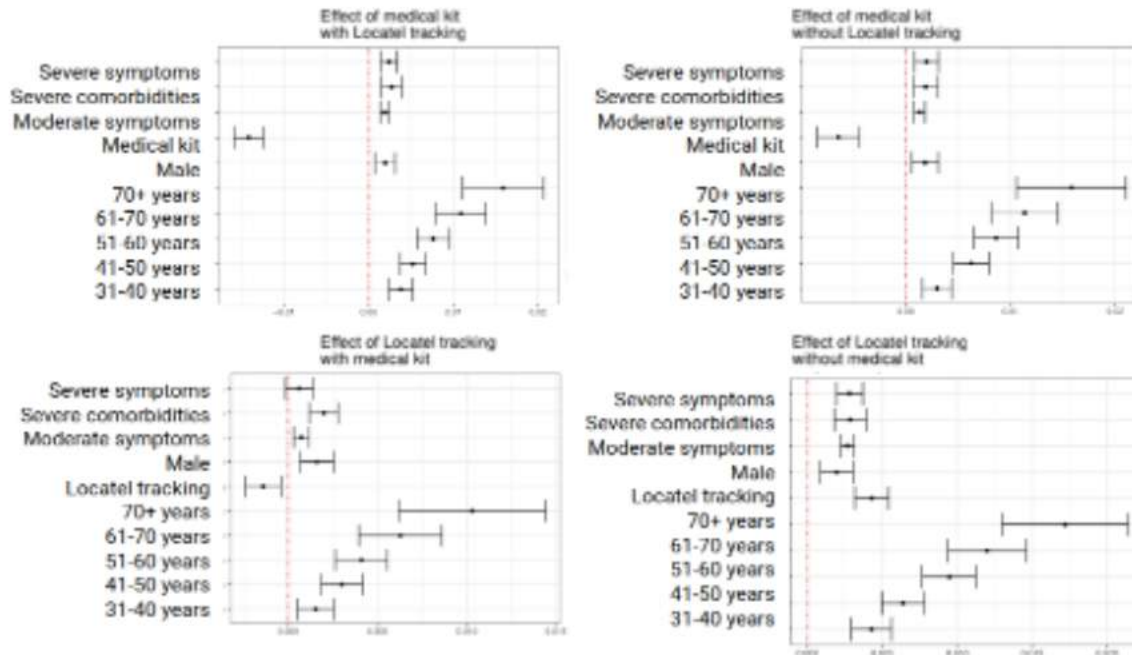 Effect of medical kit
with Locatel tracking
Severe symptoms
Severe comorbidities
Moderate symptoms
Medical kit
Male
70+ years
61-70 years
51-60 years
41-50 years
31-40 years
Effect of medical kit
without Locatel tracking
Severe symptoms
Severe comorbidities
Moderate symptoms
Medical kit
Male
70+ years
61-70 years
51-60 years
41-50 years
31-40 years
Effect of Locatel tracking
with medical kit
Severe symptoms
Severe comorbidities
Moderate symptoms
Male
Locatel tracking
70+ years
61-70 years
51-60 years
41-50 years
31-40 years
Effect of Locatel tracking
without medical kit
Severe symptoms
Severe comorbidities
Moderate symptoms
Male
Locatel tracking
70+ years
61-70 years
51-60 years
41-50 years
31-40 years